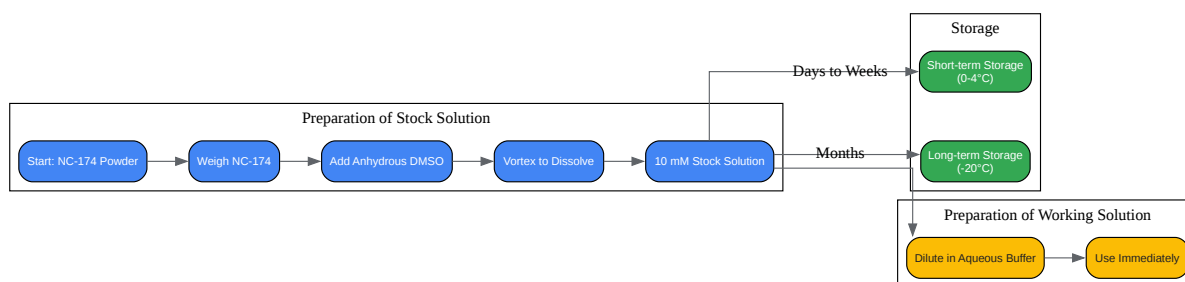 Storage
Short-term Storage
(0-4°C)
Days to Weeks
Preparation of Stock Solution
Start: NC-174 Powder
Weigh NC-174
Add Anhydrous DMSO
Vortex to Dissolve
10 mM Stock Solution
Months
Long-term Storage
(-20°C)
Preparation of Working Solution
Dilute in Aqueous Buffer
Use Immediately